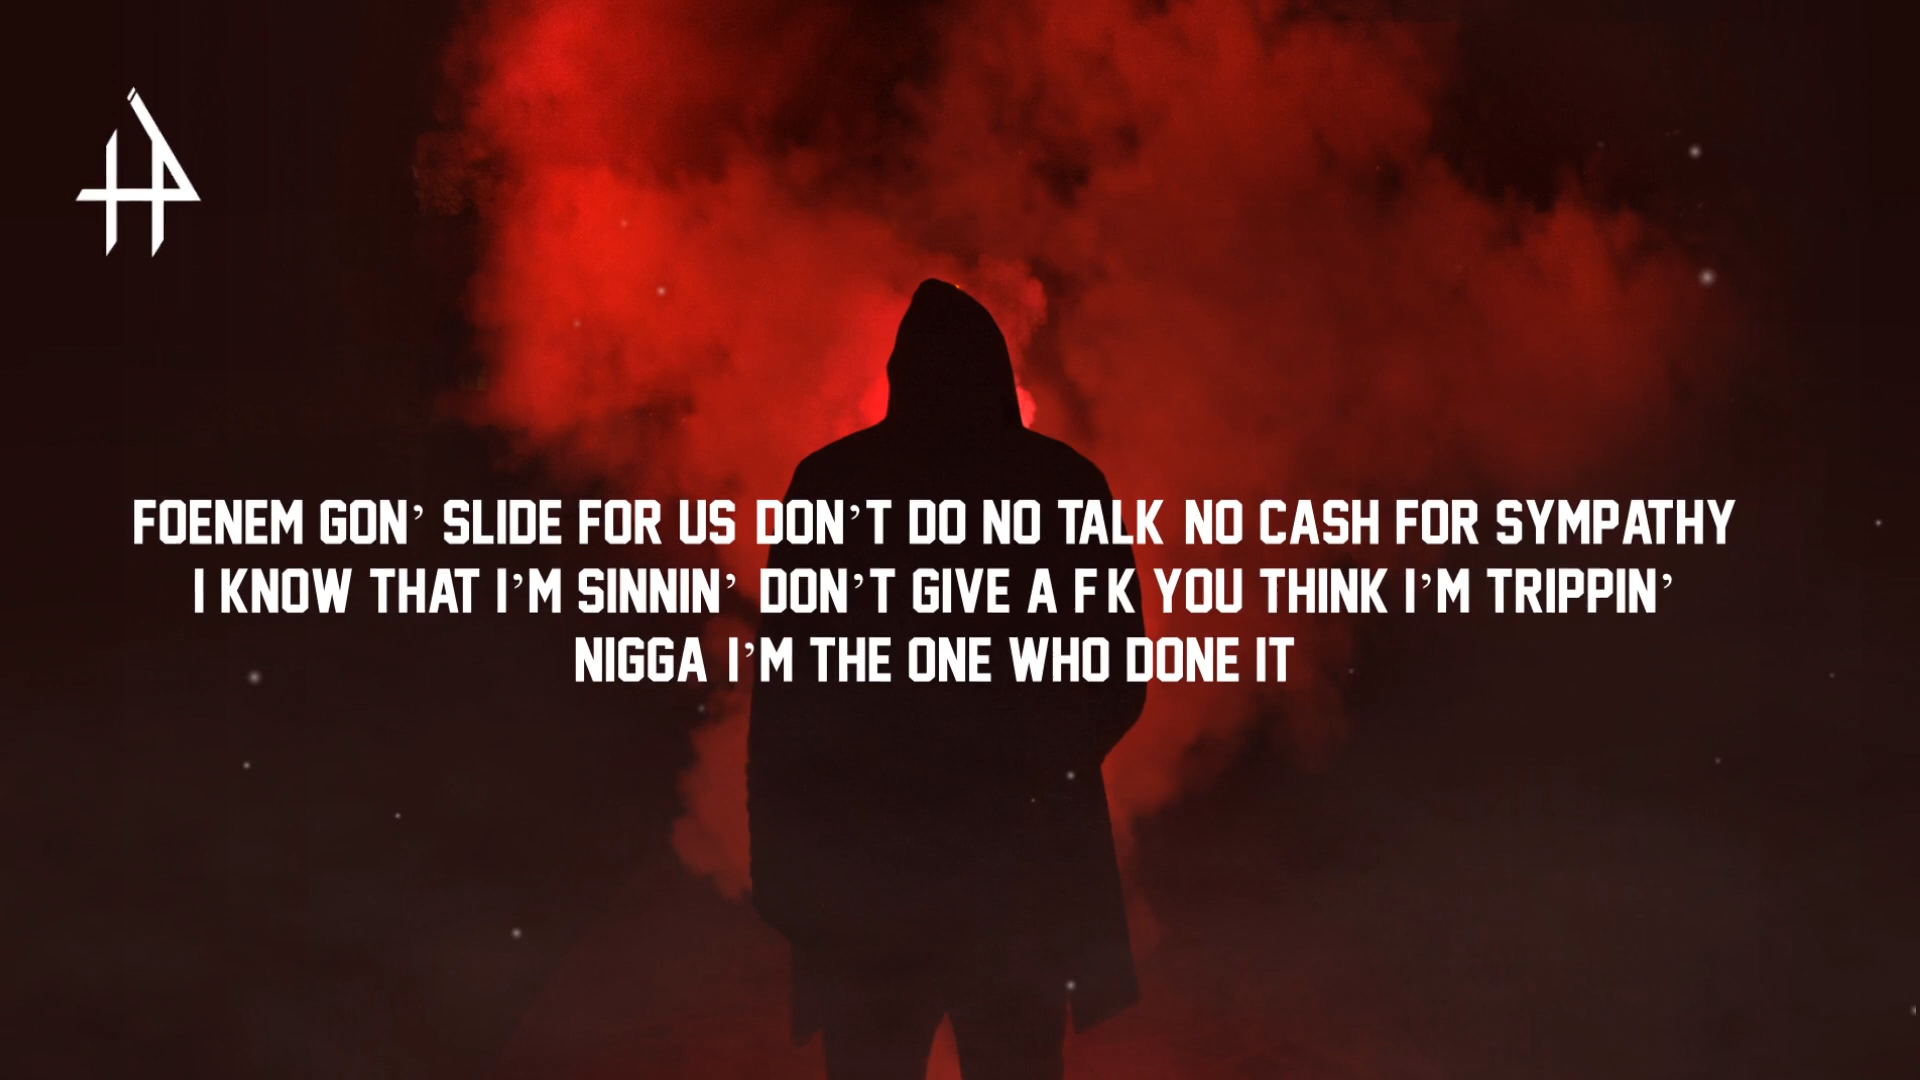 FOENEM GON' SLIDE FOR US DON'T DO NO TALK NO CASH FOR SYMPATHY
I KNOW THAT I'M SINNIN' DON'T GIVE A F K YOU THINK I'M TRIPPIN'
NIGGA I'M THE ONE WHO DONE IT